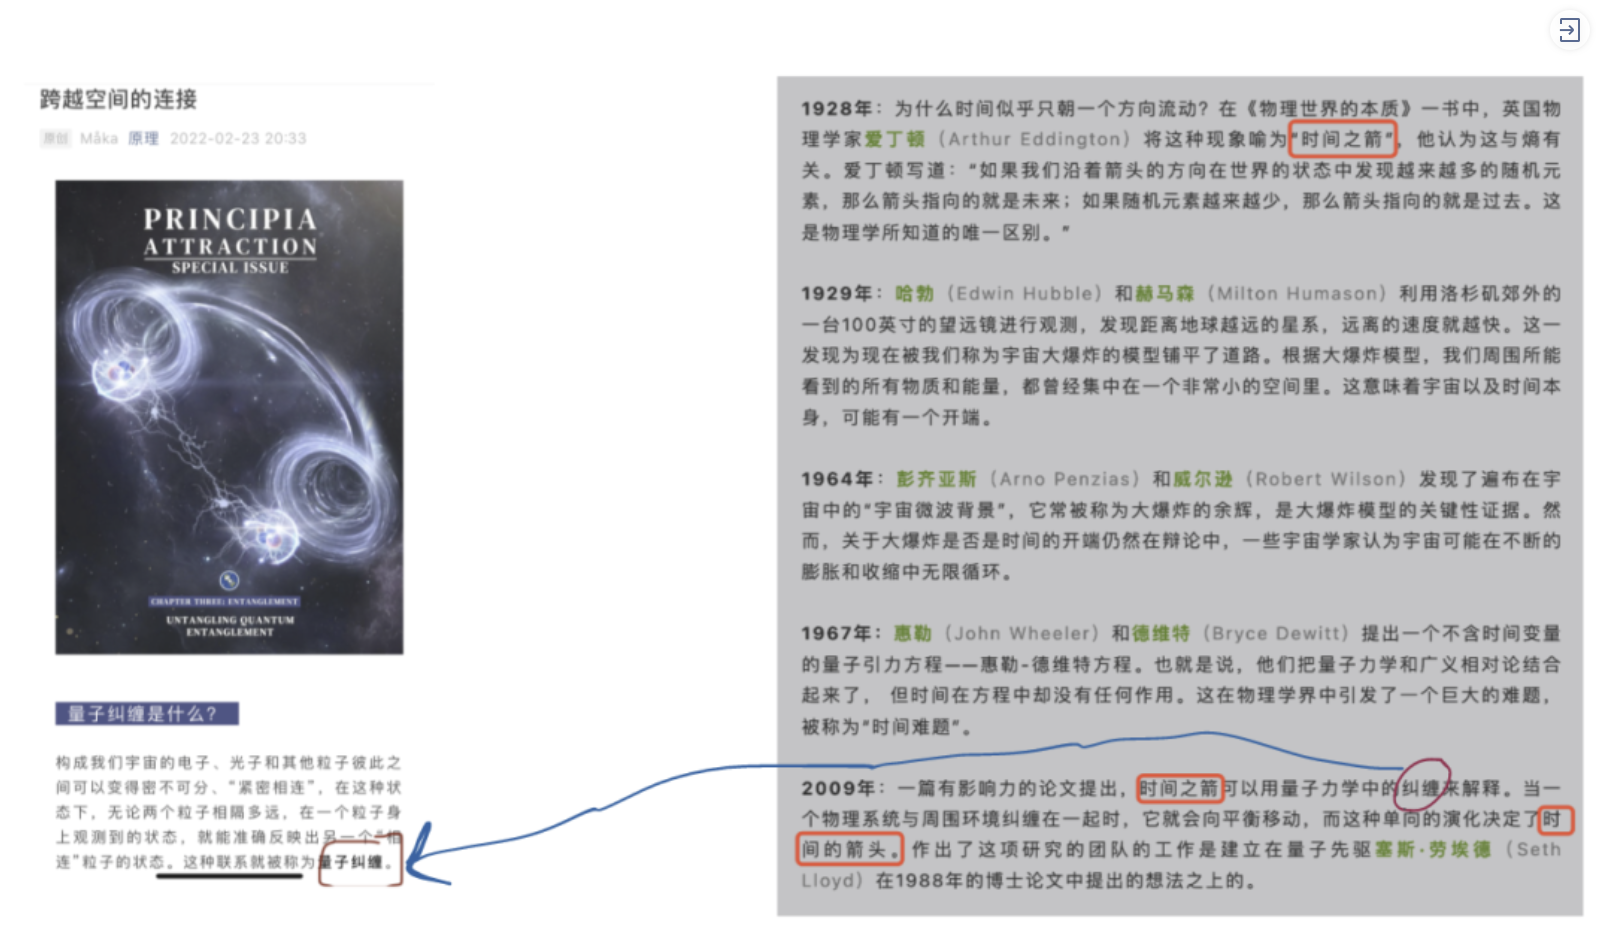 跨越空间的连接
原创 Måka 原理 2022-02-23 20:33
PRINCIPIA
ATTRACTION
SPECIAL ISSUE
CHAPTER THREE: ENTANGLEMENT
UNTANGLING QUANTUM
ENTANGLEMENT
量子纠缠是什么？
构成我们宇宙的电子、光子和其他粒子彼此之
间可以变得密不可分、“紧密相连”，在这种状
态下，无论两个粒子相隔多远，在一个粒子身
上观测到的状态，就能准确反映出另一个“相
连”粒子的状态。这种联系就被称为量子纠缠。
1928年：为什么时间似乎只朝一个方向流动？在《物理世界的本质》一书中，英国物
理学家爱丁顿（Arthur Eddington）将这种现象喻为“时间之箭”，他认为这与熵有
关。爱丁顿写道：“如果我们沿着箭头的方向在世界的状态中发现越来越多的随机元
素，那么箭头指向的就是未来；如果随机元素越来越少，那么箭头指向的就是过去。这
是物理学所知道的唯一区别。”
1929年：哈勃（Edwin Hubble）和赫马森（Milton Humason）利用洛杉矶郊外的
一台100英寸的望远镜进行观测，发现距离地球越远的星系，远离的速度就越快。这一
发现为现在被我们称为宇宙大爆炸的模型铺平了道路。根据大爆炸模型，我们周围所能
看到的所有物质和能量，都曾经集中在一个非常小的空间里。这意味着宇宙以及时间本
身，可能有一个开端。
1964年：彭齐亚斯（Arno Penzias）和威尔逊（Robert Wilson）发现了遍布在宇
宙中的“宇宙微波背景”，它常被称为大爆炸的余辉，是大爆炸模型的关键性证据。然
而，关于大爆炸是否是时间的开端仍然在辩论中，一些宇宙学家认为宇宙可能在不断的
膨胀和收缩中无限循环。
1967年：惠勒（John Wheeler）和德维特（Bryce Dewitt）提出一个不含时间变量
的量子引力方程——惠勒-德维特方程。也就是说，他们把量子力学和广义相对论结合
起来了， 但时间在方程中却没有任何作用。这在物理学界中引发了一个巨大的难题，
被称为“时间难题”。
2009年：一篇有影响力的论文提出，时间之箭可以用量子力学中的纠缠来解释。当一
个物理系统与周围环境纠缠在一起时，它就会向平衡移动，而这种单向的演化决定了时
间的箭头。作出了这项研究的团队的工作是建立在量子先驱塞斯·劳埃德（Seth
Lloyd）在1988年的博士论文中提出的想法之上的。